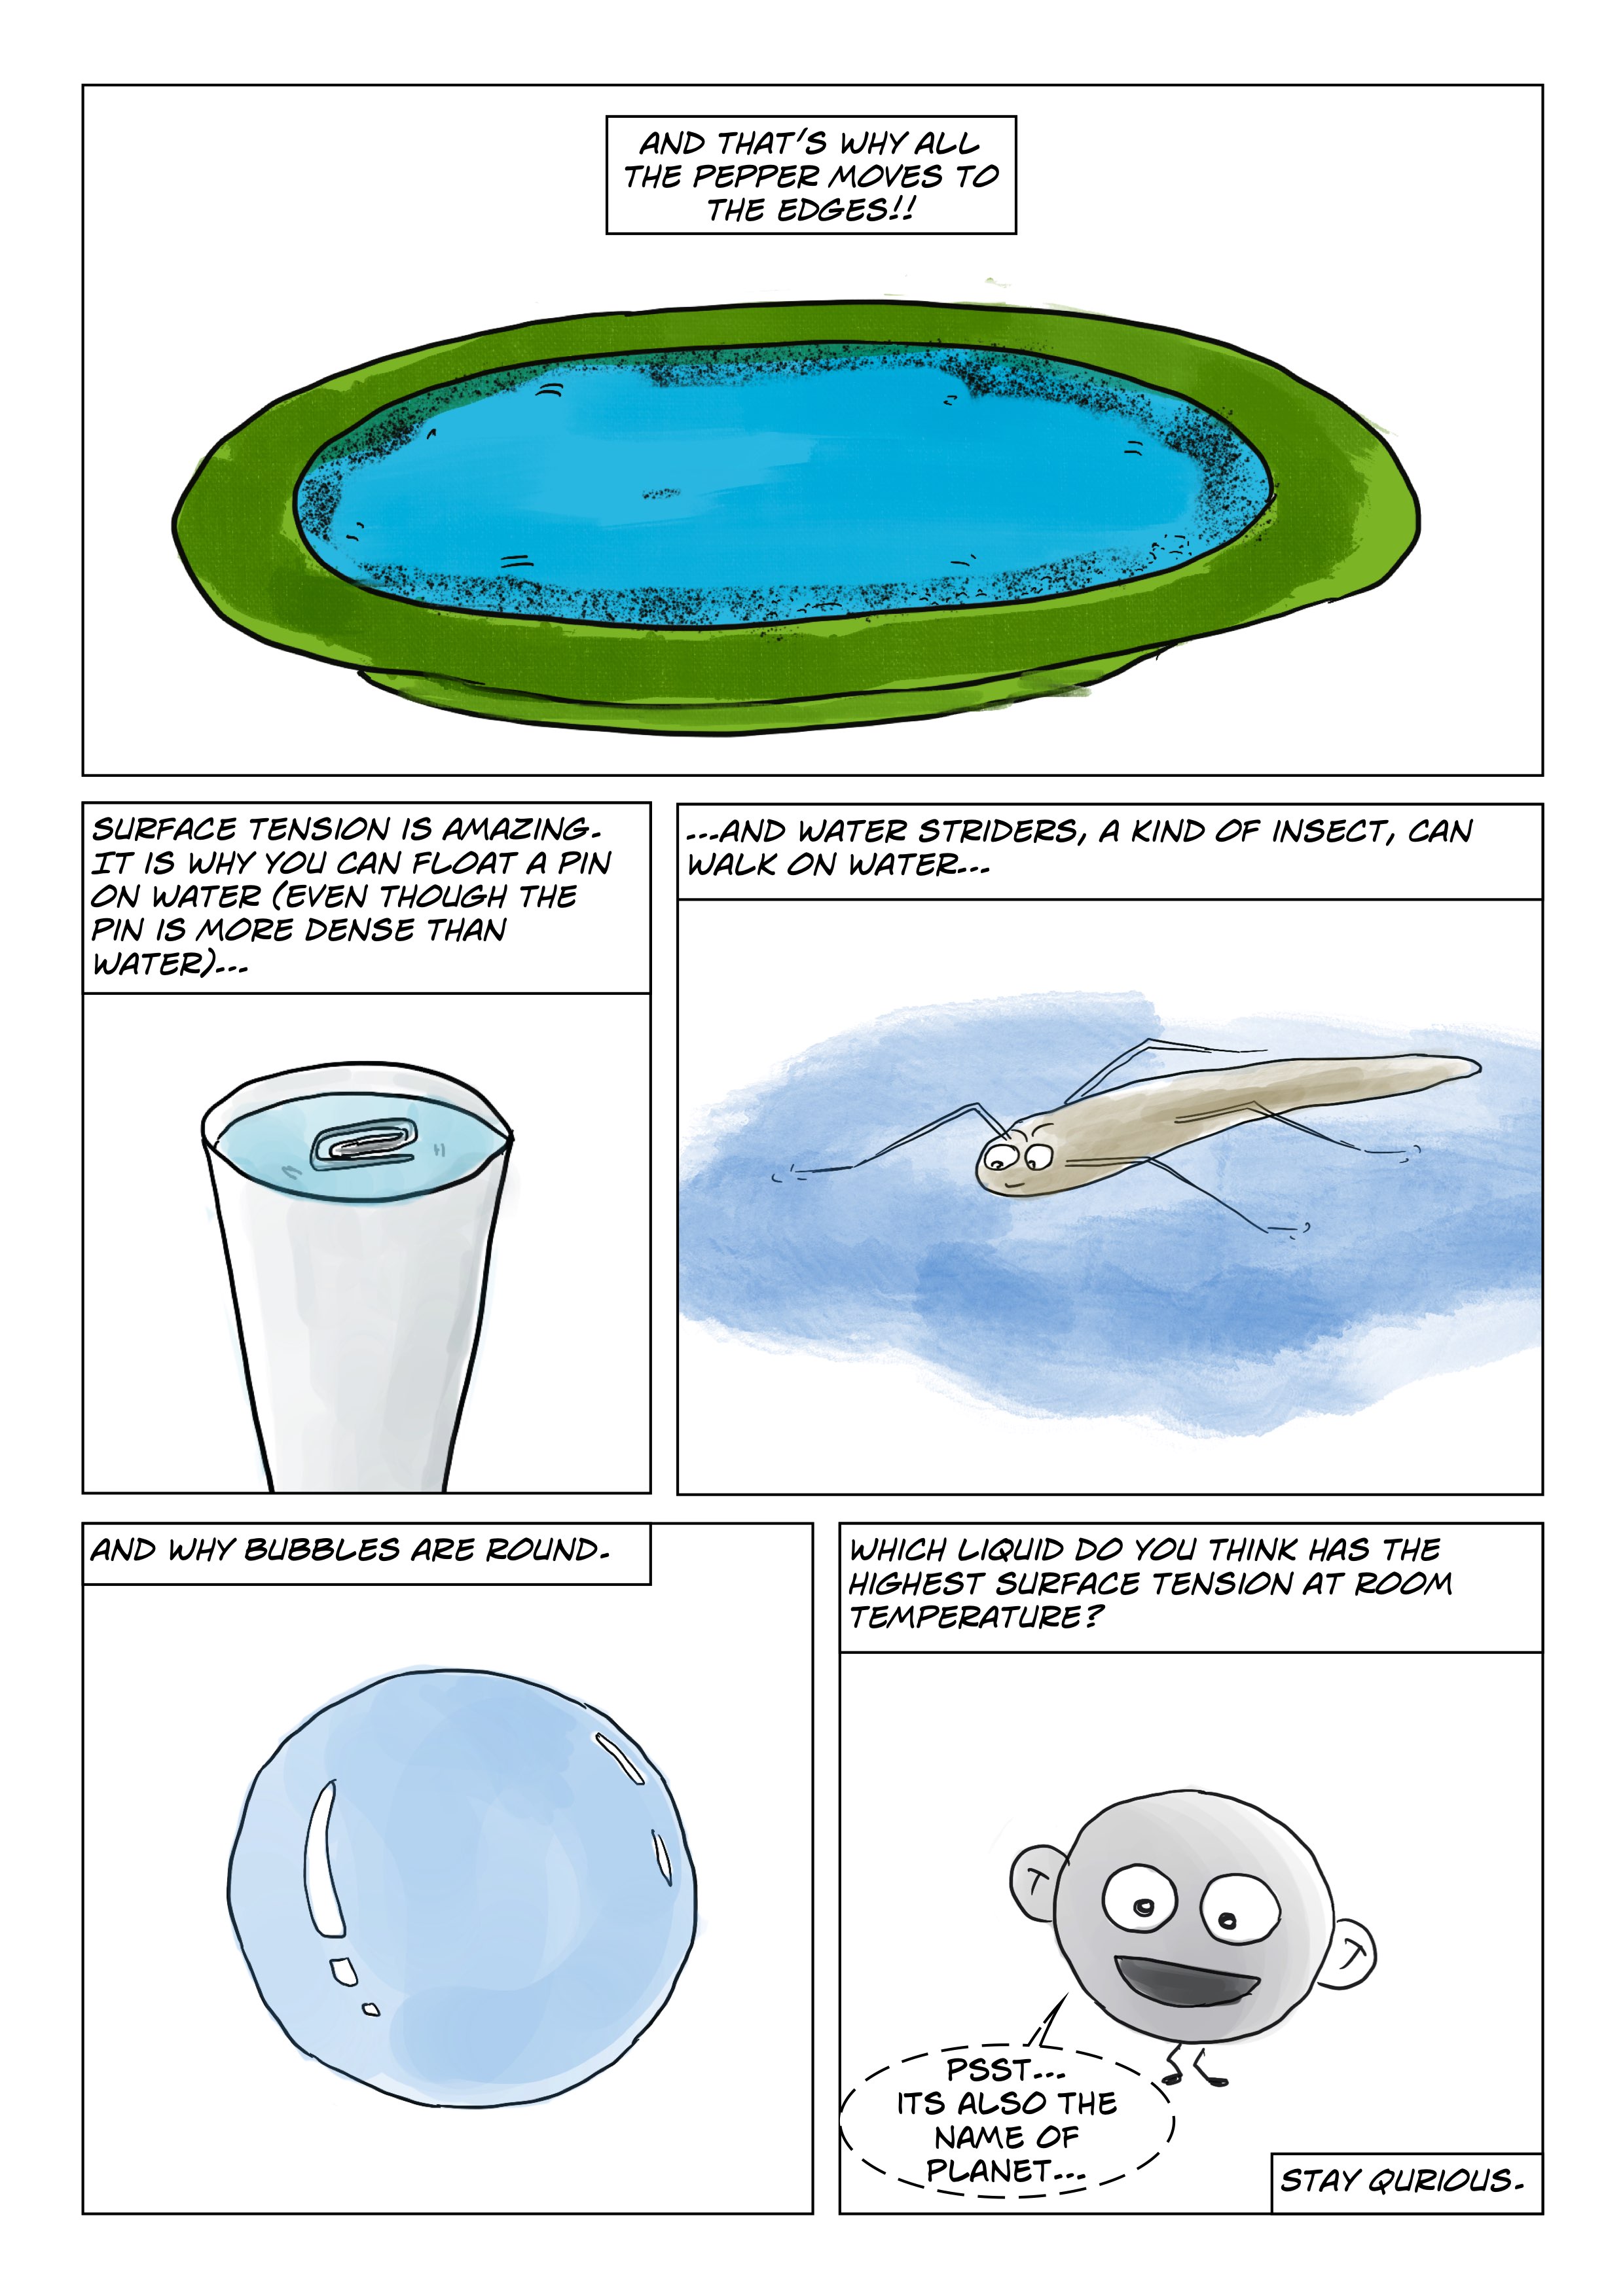 AND THAT'S WHY ALL
THE PEPPER MOVES TO
THE EDGES!!
SURFACE TENSION IS AMAZING.
IT IS WHY YOU CAN FLOAT A PIN
ON WATER (EVEN THOUGH THE
PIN IS MORE DENSE THAN
WATER)...
...AND WATER STRIDERS, A KIND OF INSECT, CAN
WALK ON WATER...
AND WHY BUBBLES ARE ROUND.
WHICH LIQUID DO YOU THINK HAS THE
HIGHEST SURFACE TENSION AT ROOM
TEMPERATURE?
PSST...
ITS ALSO THE
NAME OF
PLANET...
STAY QURIOUS.